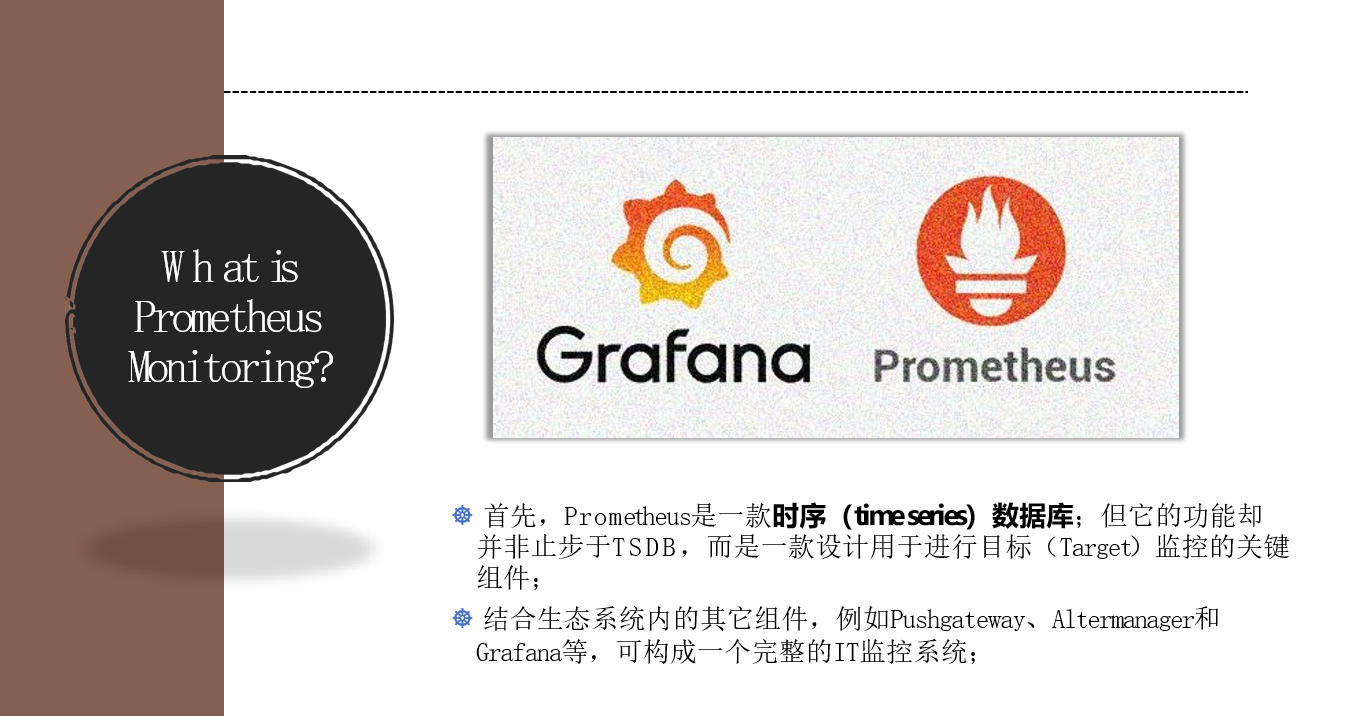 What is
Prometheus
Monitoring?
Grafana
Prometheus
首先，Prometheus是一款时序（time series）数据库；但它的功能却
并非止步于TSDB，而是一款设计用于进行目标（Target）监控的关键
组件；
结合生态系统内的其它组件，例如Pushgateway、Altermanager和
Grafana等，可构成一个完整的IT监控系统；